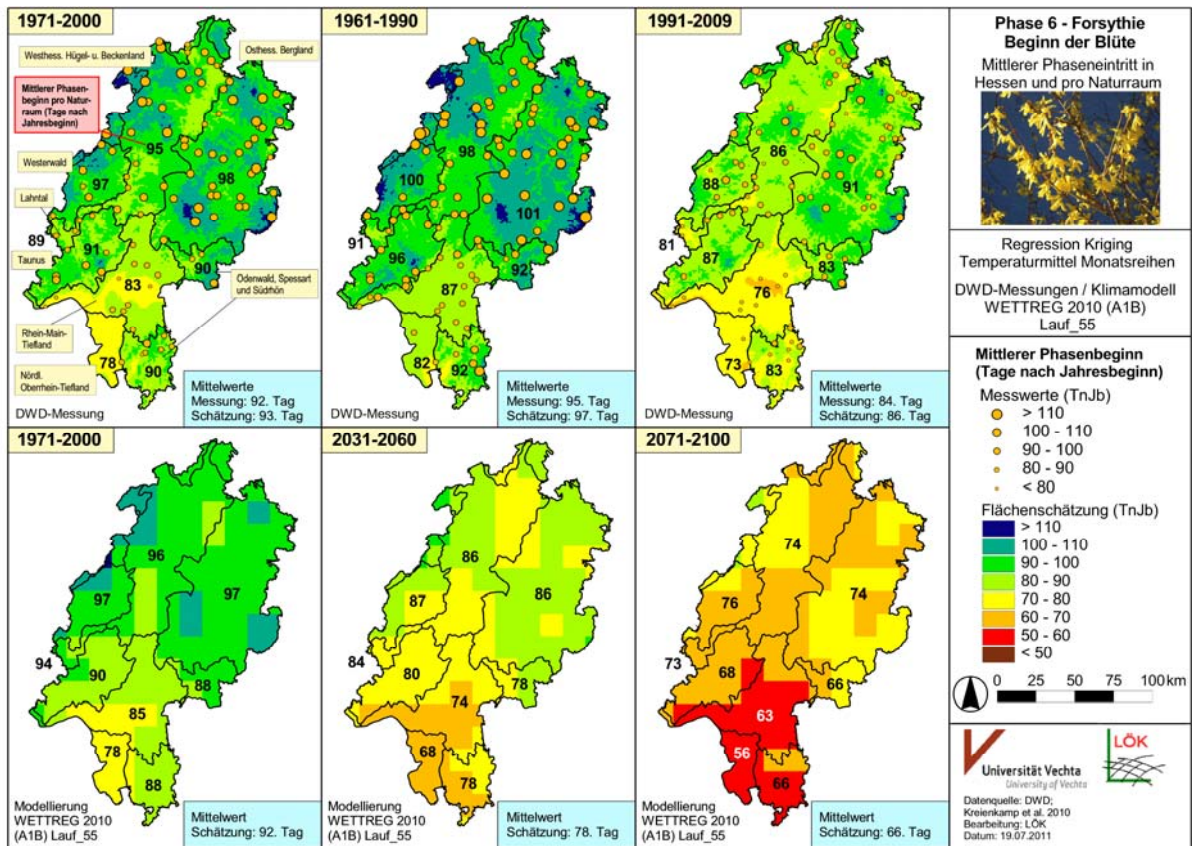 1971-2000
Westhess. Hügel- u. Beckenland
Osthess. Bergland
Mittlerer Phasen-
beginn pro Natur-
raum (Tage nach
Jahresbeginn)
Westerwald
Lahntal
Taunus
Odenwald, Spessart
und Südrhön
Rhein-Main-
Tiefland
Nördl.
Oberrhein-Tiefland
95
97
98
89
91
90
83
78
90
DWD-Messung
Mittelwerte
Messung: 92. Tag
Schätzung: 93. Tag
1961-1990
98
100
101
91
96
92
87
82
92
DWD-Messung
Mittelwerte
Messung: 95. Tag
Schätzung: 97. Tag
1991-2009
86
88
91
81
87
83
76
73
83
Mittelwerte
Messung: 84. Tag
Schätzung: 86. Tag
1971-2000
96
97
97
94
90
88
85
78
88
Modellierung
WETTREG 2010
(A1B) Lauf_55
Mittelwert
Schätzung: 92. Tag
2031-2060
86
87
86
84
80
78
74
68
78
Modellierung
WETTREG 2010
(A1B) Lauf_55
Mittelwert
Schätzung: 78. Tag
2071-2100
74
76
74
73
68
66
63
56
66
Modellierung
WETTREG 2010
(A1B) Lauf_55
Mittelwert
Schätzung: 66. Tag
Phase 6 - Forsythie
Beginn der Blüte
Mittlerer Phaseneintritt in
Hessen und pro Naturraum
Regression Kriging
Temperaturmittel Monatsreihen
DWD-Messungen / Klimamodell
WETTREG 2010 (A1B)
Lauf_55
Mittlerer Phasenbeginn
(Tage nach Jahresbeginn)
Messwerte (TnJb)
> 110
100 - 110
90 - 100
80 - 90
< 80
Flächenschätzung (TnJb)
> 110
100 - 110
90 - 100
80 - 90
70 - 80
60 - 70
50 - 60
< 50
0 25 50 75 100 km
Universität Vechta
University of Vechta
LÖK
Datenquelle: DWD;
Kreienkamp et al. 2010
Bearbeitung: LÖK
Datum: 19.07.2011